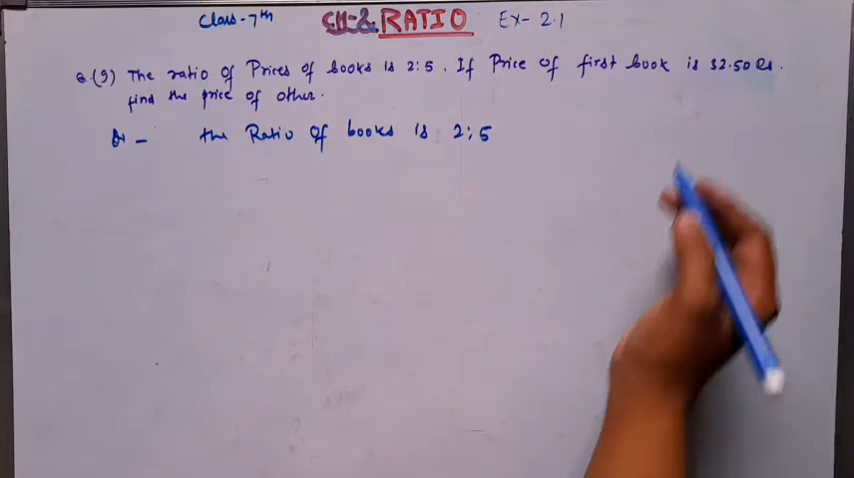 Class-7th CH-2 RATIO Ex-2.1
Q.(9) The ratio of Prices of books is 2:5. If Price of first book is 32.50 Rs.
find the price of other.
- the Ratio of books is 2:5